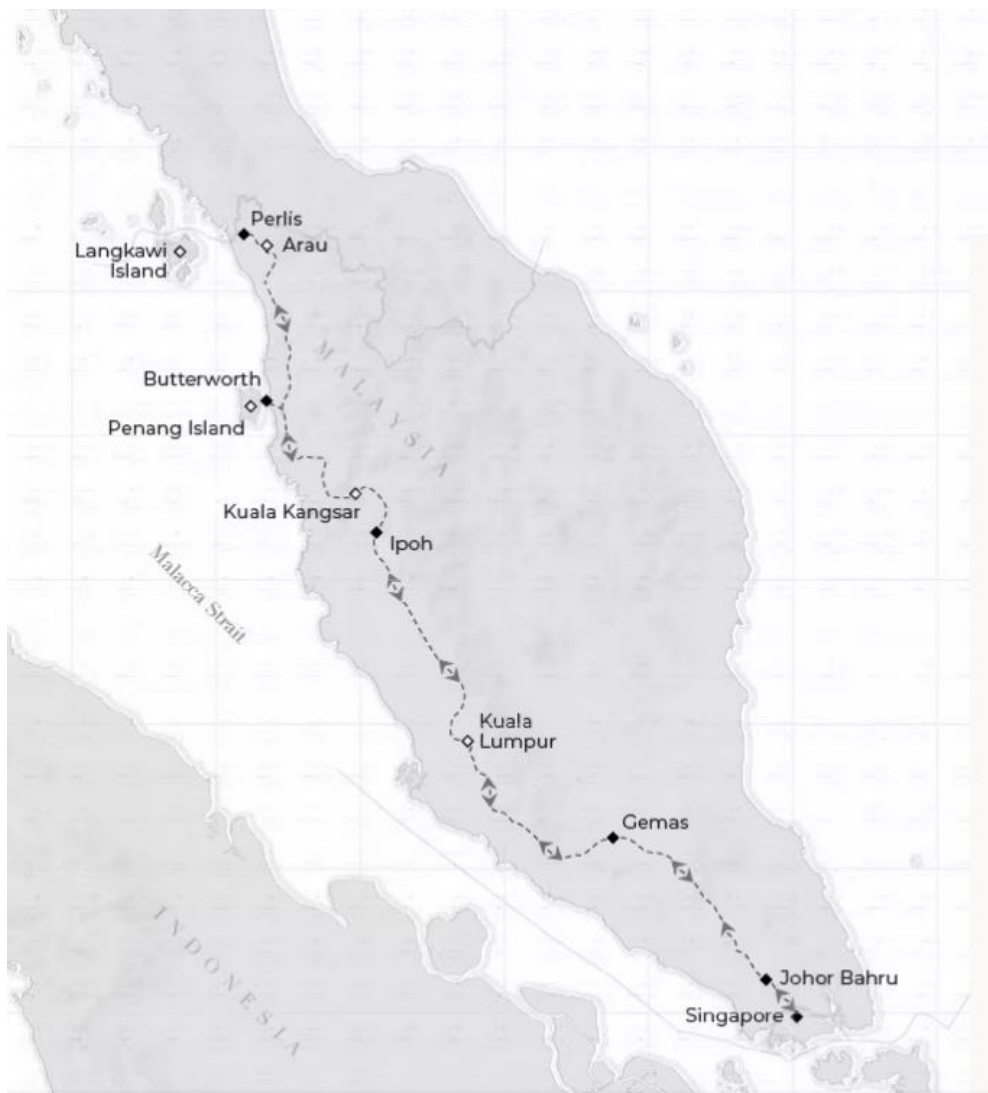 Perlis
Arau
Langkawi
Island
MALAYSIA
Butterworth
Penang Island
Kuala Kangsar
Ipoh
Malacca Strait
Kuala
Lumpur
Gemas
INDONESIA
Johor Bahru
Singapore